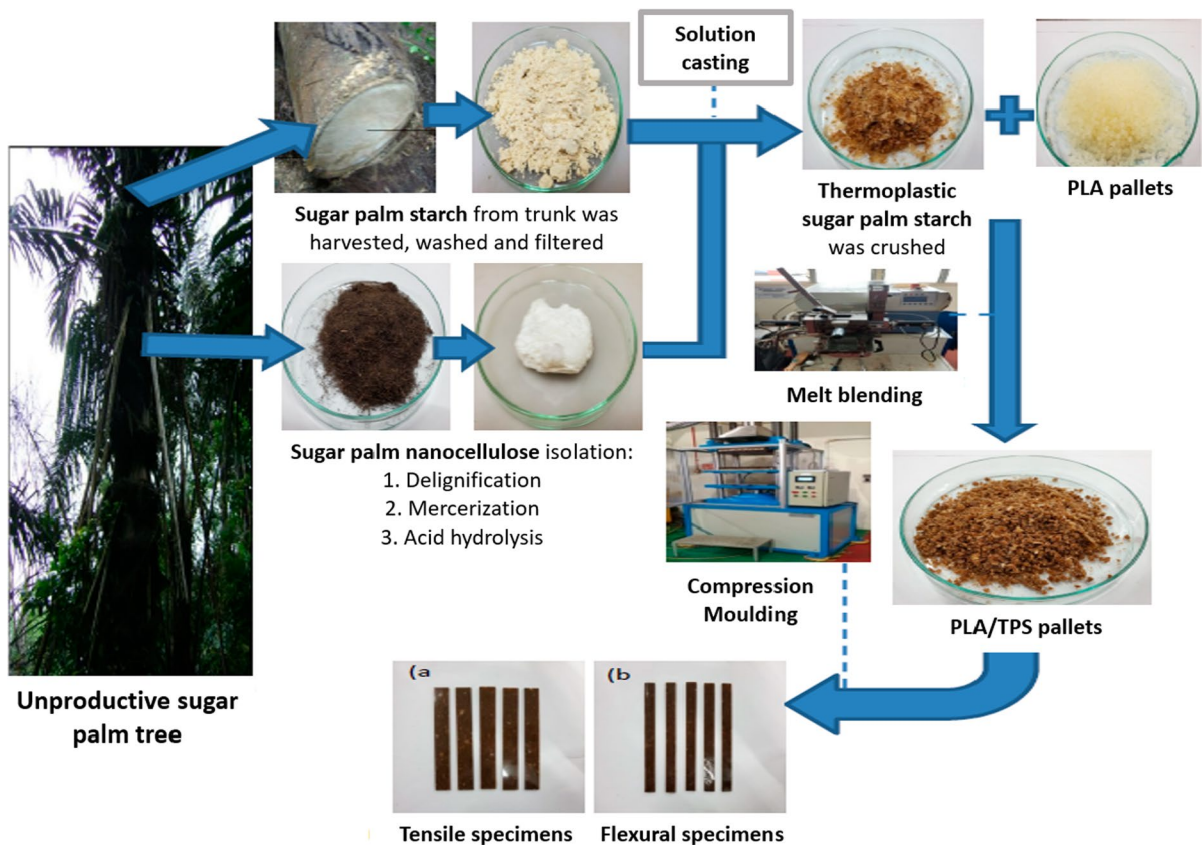 Solution
casting
Sugar palm starch from trunk was
harvested, washed and filtered
Thermoplastic
sugar palm starch
was crushed
PLA pallets
Melt blending
Sugar palm nanocellulose isolation:
1. Delignification
2. Mercerization
3. Acid hydrolysis
Compression
Moulding
PLA/TPS pallets
Unproductive sugar
palm tree
(a
(b
Tensile specimens
Flexural specimens